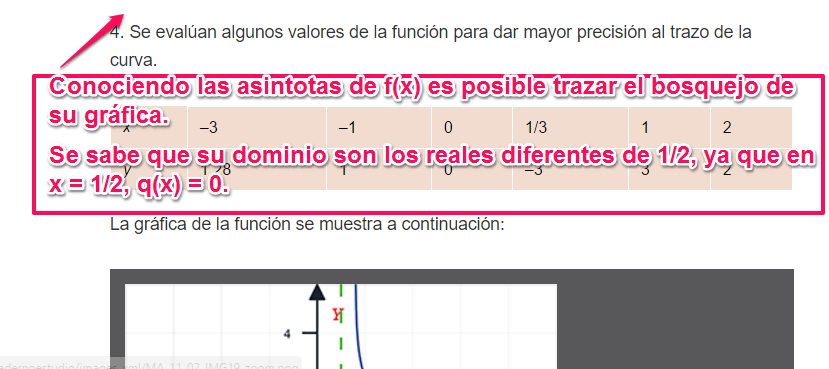 4. Se evalúan algunos valores de la función para dar mayor precisión al trazo de la
curva.
Conociendo las asintotas de f(x) es posible trazar el bosquejo de
su gráfica.
x –3 –1 0 1/3 1 2
Se sabe que su dominio son los reales diferentes de 1/2, ya que en
x = 1/2, q(x) = 0.
y 1 0 –3 3 2
La gráfica de la función se muestra a continuación:
Y
4